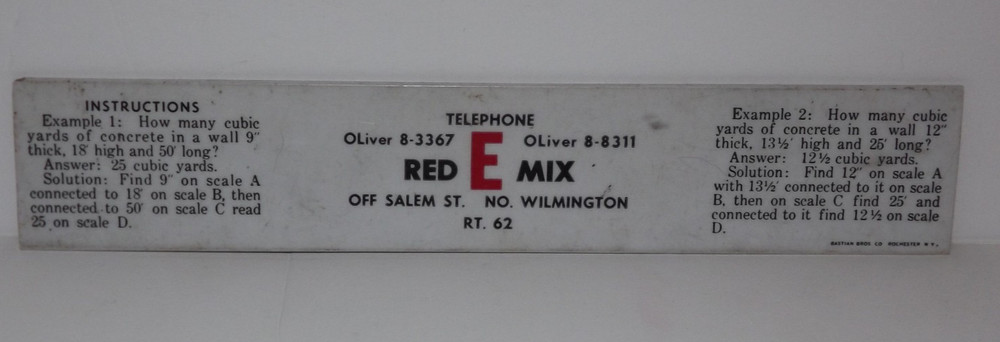 INSTRUCTIONS
Example 1: How many cubic
yards of concrete in a wall 9"
thick, 18' high and 50' long?
Answer: 25 cubic yards.
Solution: Find 9" on scale A
connected to 18' on scale B, then
connected to 50' on scale C read
25 on scale D.
TELEPHONE
OLiver 8-3367 OLiver 8-8311
RED E MIX
OFF SALEM ST. NO. WILMINGTON
RT. 62
Example 2: How many cubic
yards of concrete in a wall 12"
thick, 13½' high and 25' long?
Answer: 12½ cubic yards.
Solution: Find 12" on scale A
with 13½' connected to it on scale
B, then on scale C find 25' and
connected to it find 12½ on scale
D.
BASTIAN BROS CO ROCHESTER N.Y.